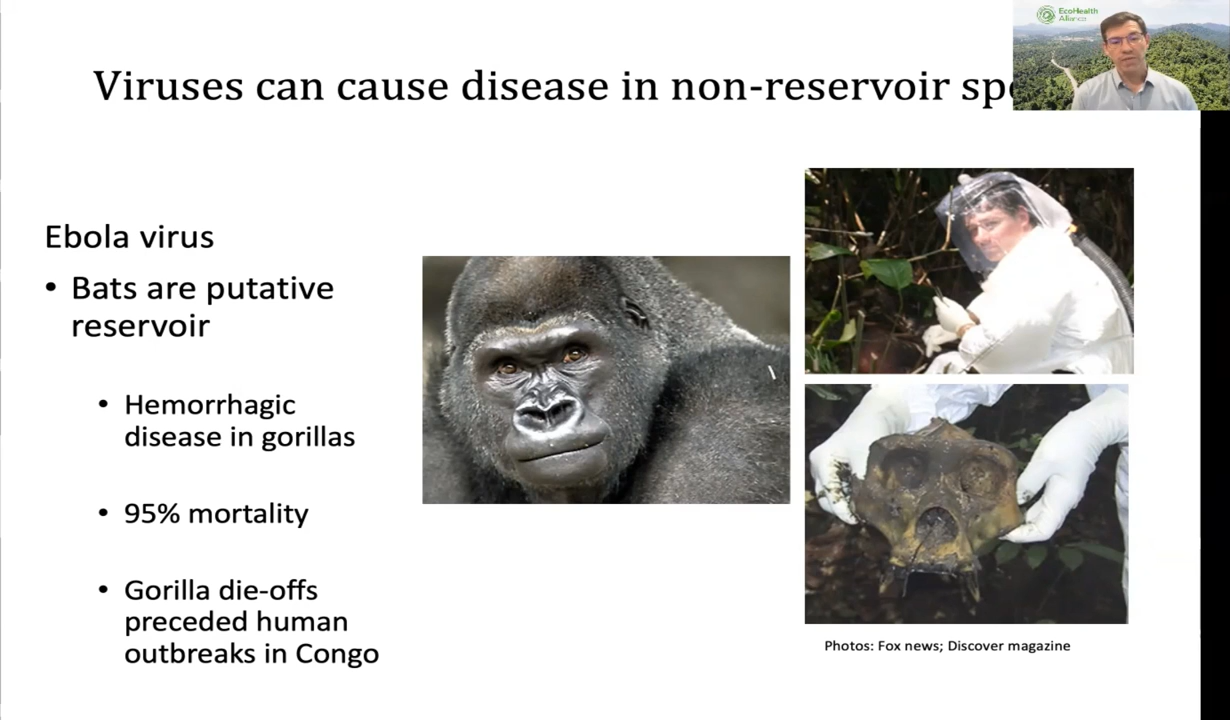 EcoHealth
Alliance
Viruses can cause disease in non-reservoir
Ebola virus
• Bats are putative
reservoir
• Hemorrhagic
disease in gorillas
• 95% mortality
• Gorilla die-offs
preceded human
outbreaks in Congo
Photos: Fox news; Discover magazine